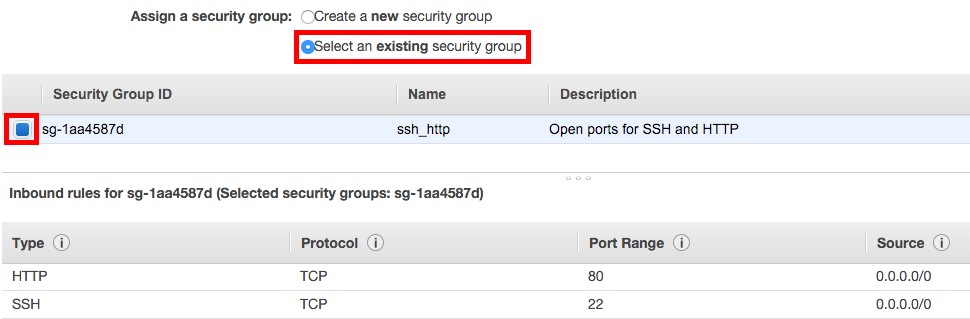 Assign a security group: Create a new security group
Select an existing security group
Security Group ID Name Description
sg-1aa4587d ssh_http Open ports for SSH and HTTP
Inbound rules for sg-1aa4587d (Selected security groups: sg-1aa4587d)
Type i Protocol i Port Range i Source i
HTTP TCP 80 0.0.0.0/0
SSH TCP 22 0.0.0.0/0